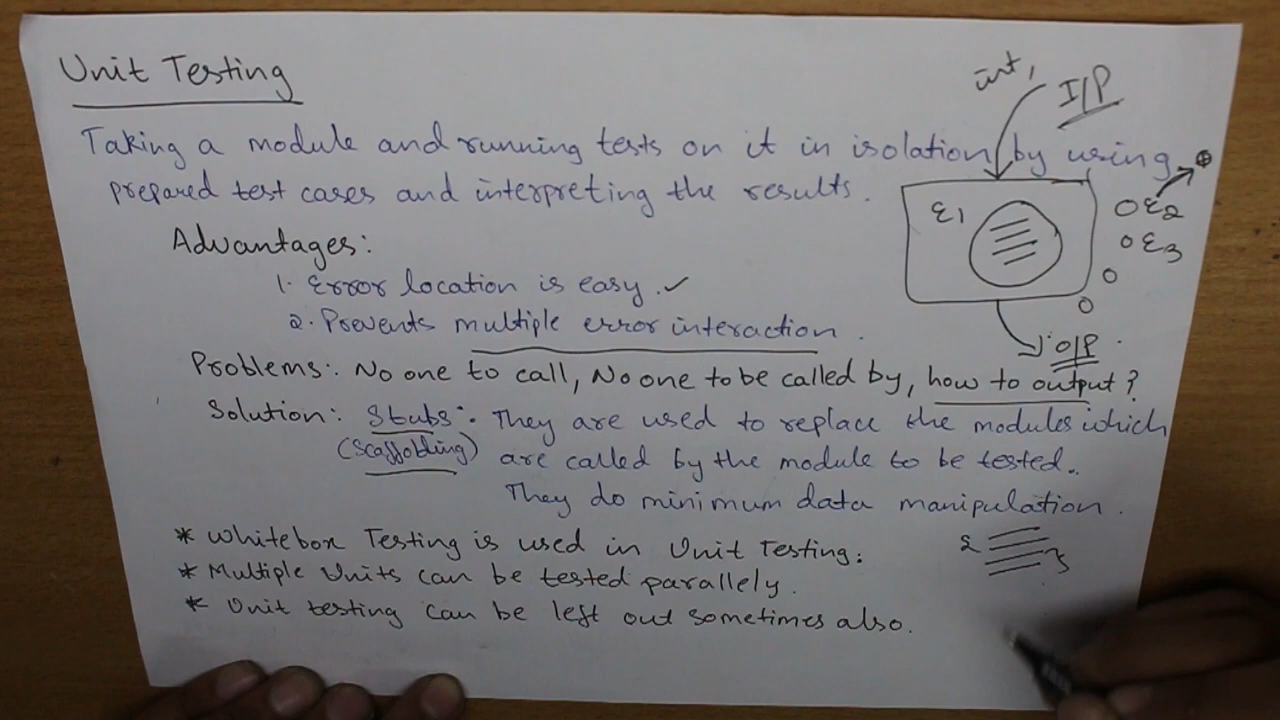 Unit Testing
int, I/P
Taking a module and running tests on it in isolation by using
prepared test cases and interpreting the results.
ε1
ε2
ε3
Advantages:
1. Error location is easy. ✓
2. Prevents multiple error interaction.
O/P
Problems: No one to call, No one to be called by, how to output?
Solution: Stubs: They are used to replace the modules which
(Scaffolding) are called by the module to be tested.
They do minimum data manipulation.
* Whitebox Testing is used in Unit Testing.
* Multiple Units can be tested parallely.
* Unit testing can be left out sometimes also.